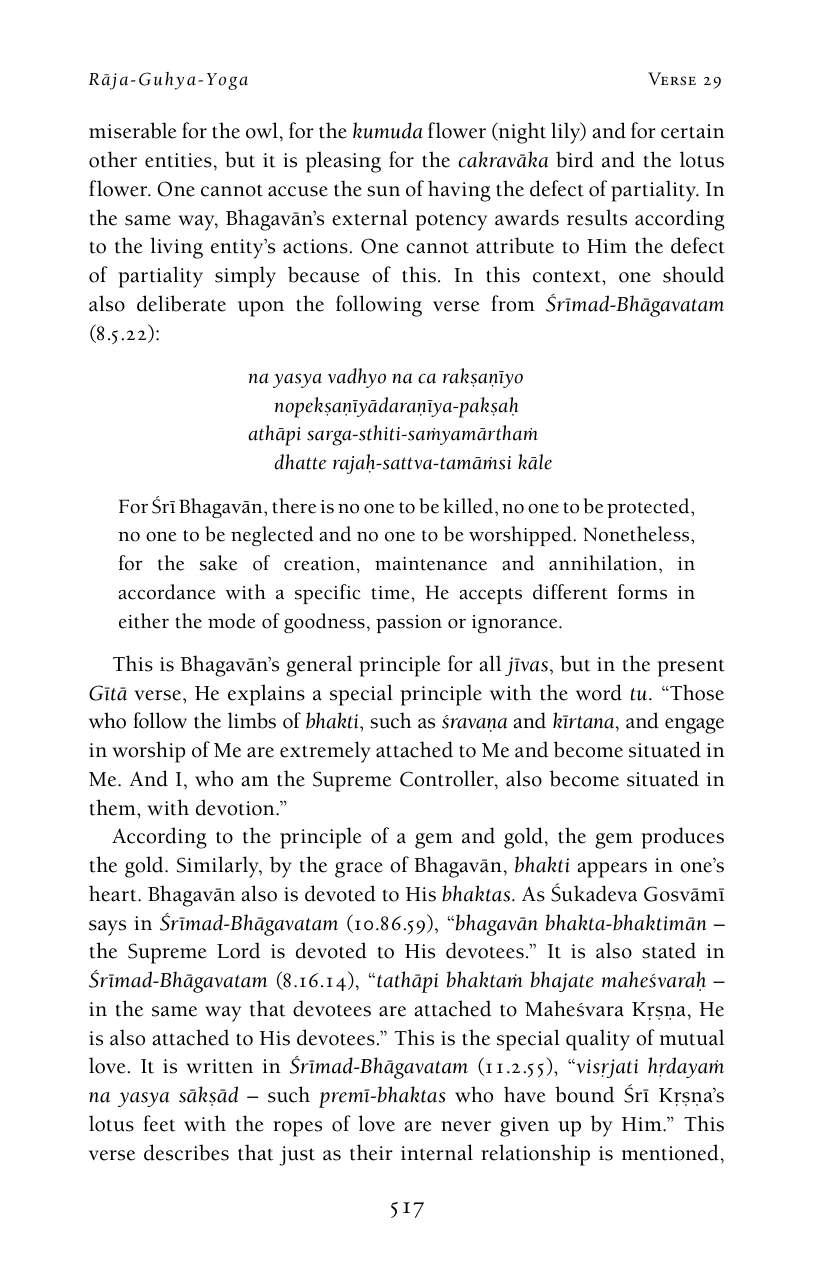 Rāja-Guhya-Yoga Verse 29
miserable for the owl, for the kumuda flower (night lily) and for certain
other entities, but it is pleasing for the cakravāka bird and the lotus
flower. One cannot accuse the sun of having the defect of partiality. In
the same way, Bhagavān’s external potency awards results according
to the living entity’s actions. One cannot attribute to Him the defect
of partiality simply because of this. In this context, one should
also deliberate upon the following verse from Śrīmad-Bhāgavatam
(8.5.22):
na yasya vadhyo na ca rakṣaṇīyo
nopekṣaṇīyādaraṇīya-pakṣaḥ
athāpi sarga-sthiti-saṁyamārthaṁ
dhatte rajaḥ-sattva-tamāṁsi kāle
For Śrī Bhagavān, there is no one to be killed, no one to be protected,
no one to be neglected and no one to be worshipped. Nonetheless,
for the sake of creation, maintenance and annihilation, in
accordance with a specific time, He accepts different forms in
either the mode of goodness, passion or ignorance.
This is Bhagavān’s general principle for all jīvas, but in the present
Gītā verse, He explains a special principle with the word tu. “Those
who follow the limbs of bhakti, such as śravaṇa and kīrtana, and engage
in worship of Me are extremely attached to Me and become situated in
Me. And I, who am the Supreme Controller, also become situated in
them, with devotion.”
According to the principle of a gem and gold, the gem produces
the gold. Similarly, by the grace of Bhagavān, bhakti appears in one’s
heart. Bhagavān also is devoted to His bhaktas. As Śukadeva Gosvāmī
says in Śrīmad-Bhāgavatam (10.86.59), “bhagavān bhakta-bhaktimān –
the Supreme Lord is devoted to His devotees.” It is also stated in
Śrīmad-Bhāgavatam (8.16.14), “tathāpi bhaktaṁ bhajate maheśvaraḥ –
in the same way that devotees are attached to Maheśvara Kṛṣṇa, He
is also attached to His devotees.” This is the special quality of mutual
love. It is written in Śrīmad-Bhāgavatam (11.2.55), “visṛjati hṛdayaṁ
na yasya sākṣād – such premī-bhaktas who have bound Śrī Kṛṣṇa’s
lotus feet with the ropes of love are never given up by Him.” This
verse describes that just as their internal relationship is mentioned,
517